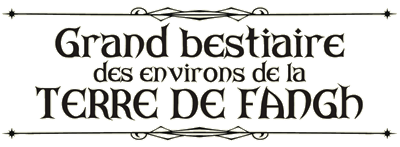 Grand bestiaire
des environs de la
TERRE DE FANGH